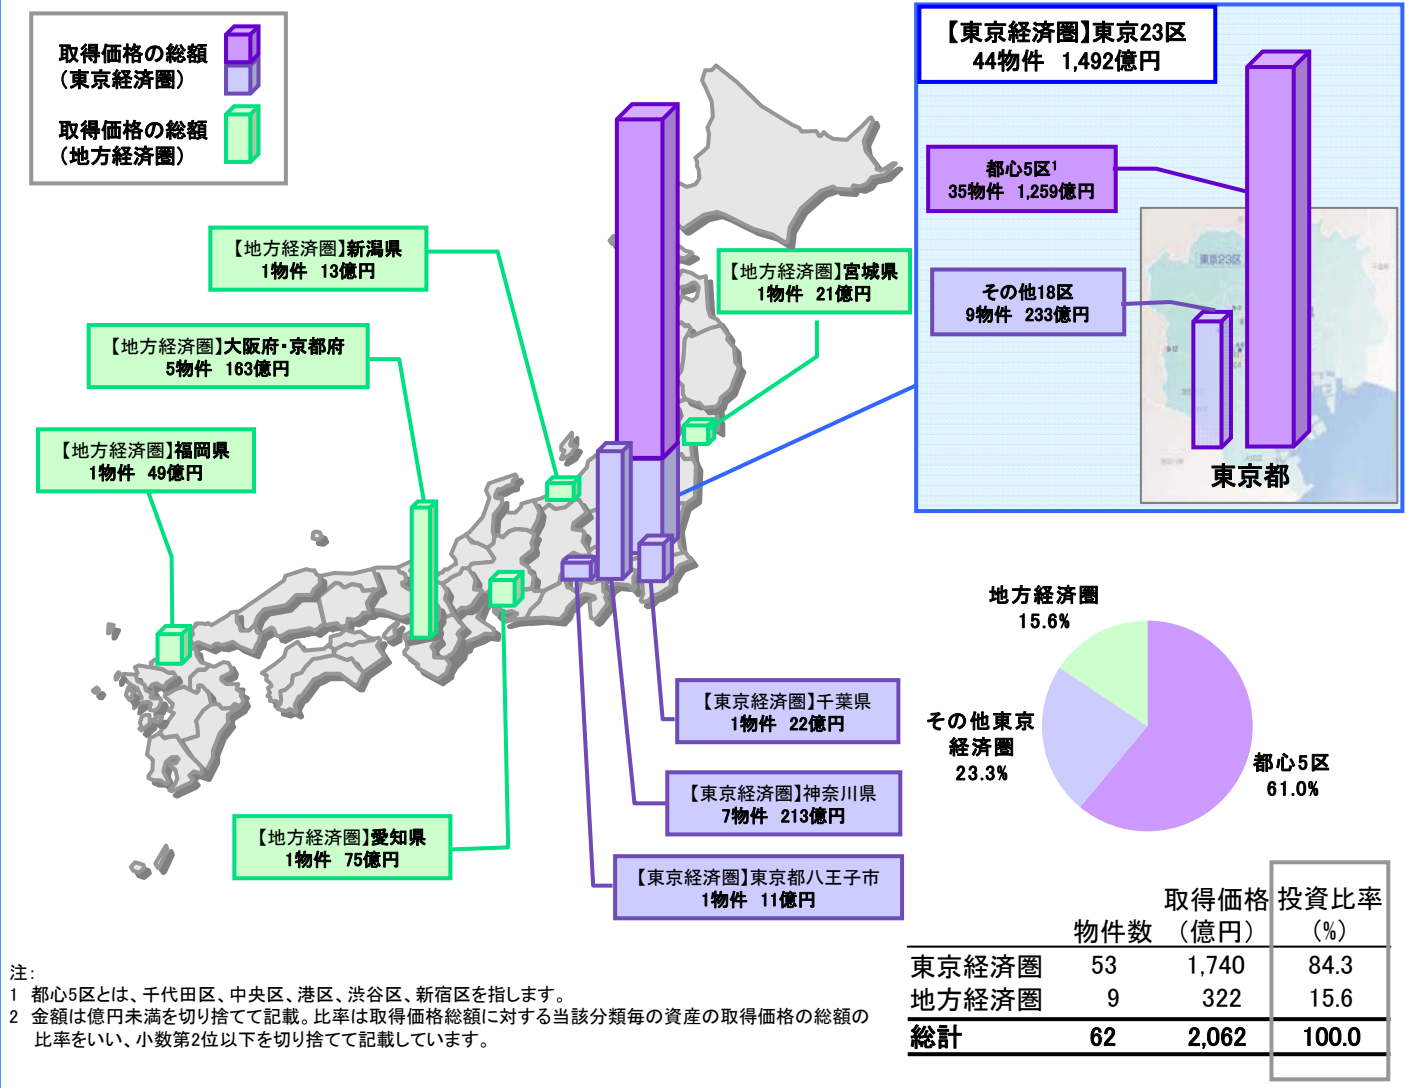 取得価格の総額
（東京経済圏）
取得価格の総額
（地方経済圏）
【東京経済圏】東京23区
44物件 1,492億円
都心5区1
35物件 1,259億円
東京23区
その他18区
9物件 233億円
東京都
【地方経済圏】新潟県
1物件 13億円
【地方経済圏】宮城県
1物件 21億円
【地方経済圏】大阪府・京都府
5物件 163億円
【地方経済圏】福岡県
1物件 49億円
【東京経済圏】千葉県
1物件 22億円
【東京経済圏】神奈川県
7物件 213億円
【地方経済圏】愛知県
1物件 75億円
【東京経済圏】東京都八王子市
1物件 11億円
地方経済圏
15.6%
その他東京
経済圏
23.3%
都心5区
61.0%
物件数 取得価格（億円） 投資比率（%）
東京経済圏 53 1,740 84.3
地方経済圏 9 322 15.6
総計 62 2,062 100.0
注：
1 都心5区とは、千代田区、中央区、港区、渋谷区、新宿区を指します。
2 金額は億円未満を切り捨てて記載。比率は取得価格総額に対する当該分類毎の資産の取得価格の総額の
比率をいい、小数第2位以下を切り捨てて記載しています。